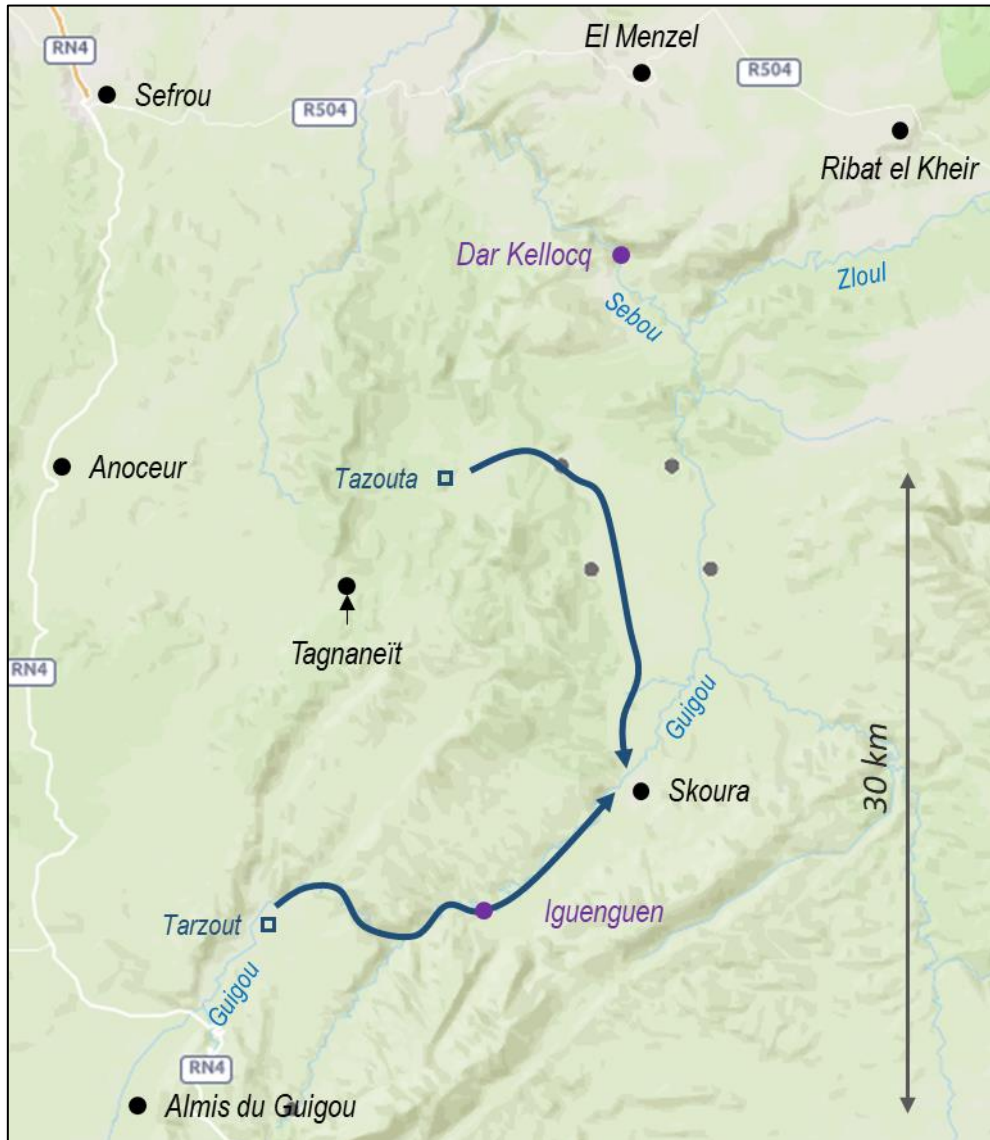 El Menzel
RN4
R504
Sefrou
R504
Ribat el Kheir
Dar Kellocq
Zloul
Sebou
Anoceur
Tazouta
Tagnaneït
RN4
Guigou
30 km
Skoura
Iguenguen
Tarzout
Guigou
RN4
Almis du Guigou